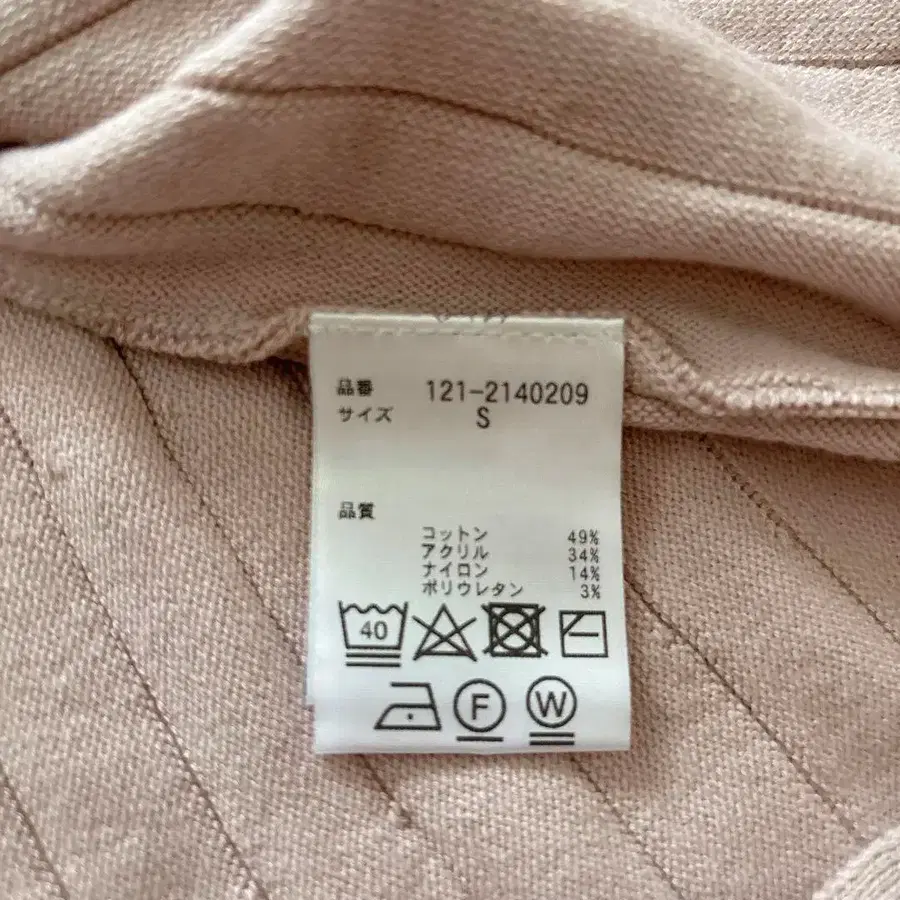 品番 121-2140209
サイズ S
品質
コットン 49%
アクリル 34%
ナイロン 14%
ポリウレタン 3%
40
F W